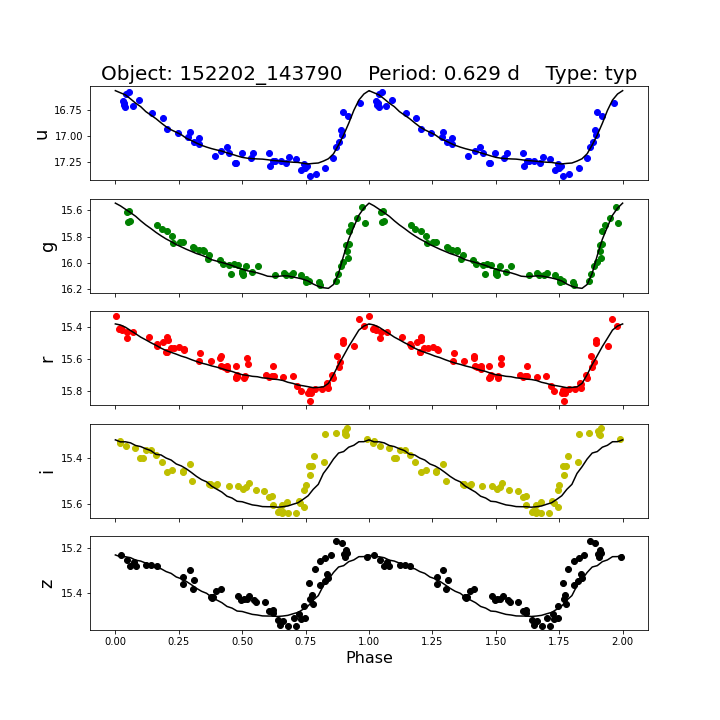 Object: 152202_143790    Period: 0.629 d    Type: typ
u
16.75
17.00
17.25
g
15.6
15.8
16.0
16.2
r
15.4
15.6
15.8
i
15.4
15.6
z
15.2
15.4
0.00 0.25 0.50 0.75 1.00 1.25 1.50 1.75 2.00
Phase